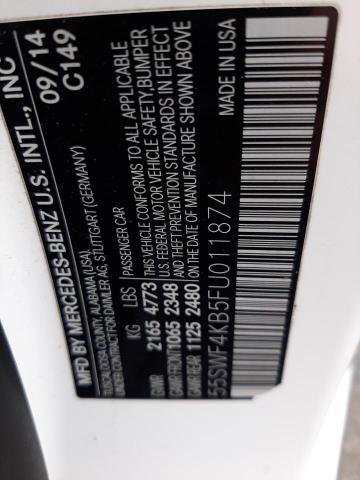 MFD BY MERCEDES-BENZ U.S. INTL., INC 09/14
TUSCALOOSA COUNTY, ALABAMA (USA) C149
UNDER CONTRACT FOR DAIMLER AG, STUTTGART (GERMANY)
PASSENGER CAR
KG LBS THIS VEHICLE CONFORMS TO ALL APPLICABLE
GVWR 2165 4773 U.S. FEDERAL MOTOR VEHICLE SAFETY, BUMPER
GAWR FRONT 1065 2348 & THEFT PREVENTION STANDARDS IN EFFECT
GAWR REAR 1125 2480 ON THE DATE OF MANUFACTURE SHOWN ABOVE
55SWF4KB5FU011874
MADE IN USA